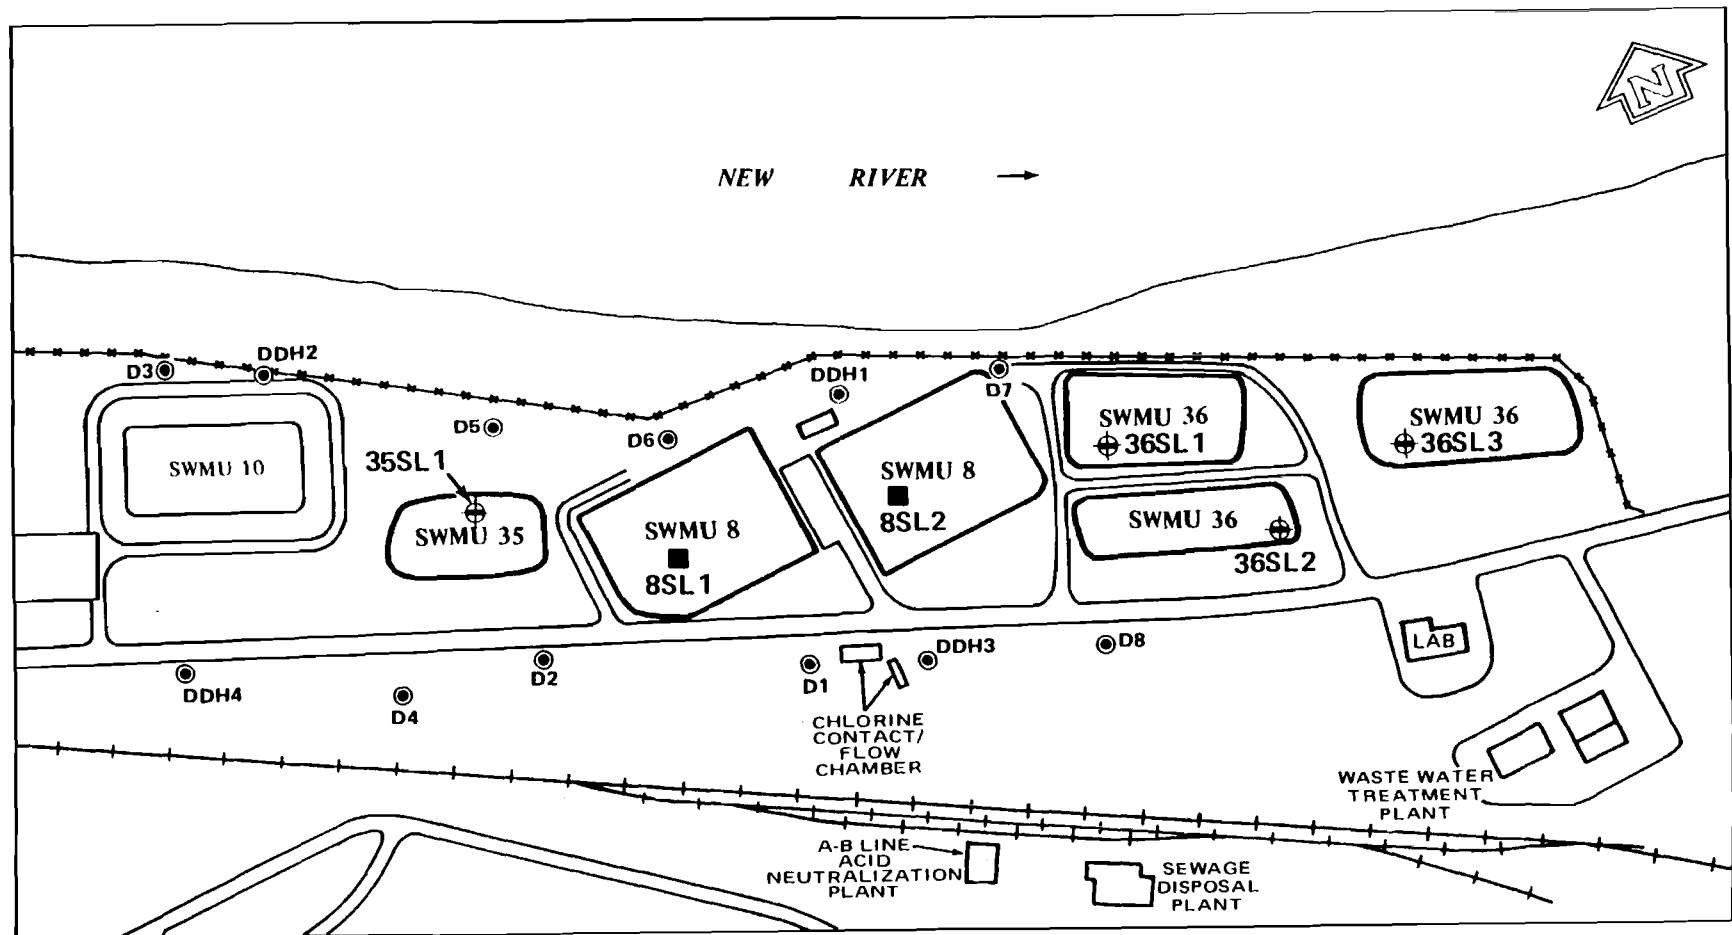 N
NEW RIVER
DDH2
D3
DDH1
D7
D5
D6
SWMU 10
35SL1
SWMU 35
SWMU 8
8SL1
SWMU 8
8SL2
SWMU 36
36SL1
SWMU 36
36SL3
SWMU 36
36SL2
LAB
DDH4
D4
D2
D1
DDH3
D8
CHLORINE
CONTACT/
FLOW
CHAMBER
WASTE WATER
TREATMENT
PLANT
A-B LINE
ACID
NEUTRALIZATION
PLANT
SEWAGE
DISPOSAL
PLANT